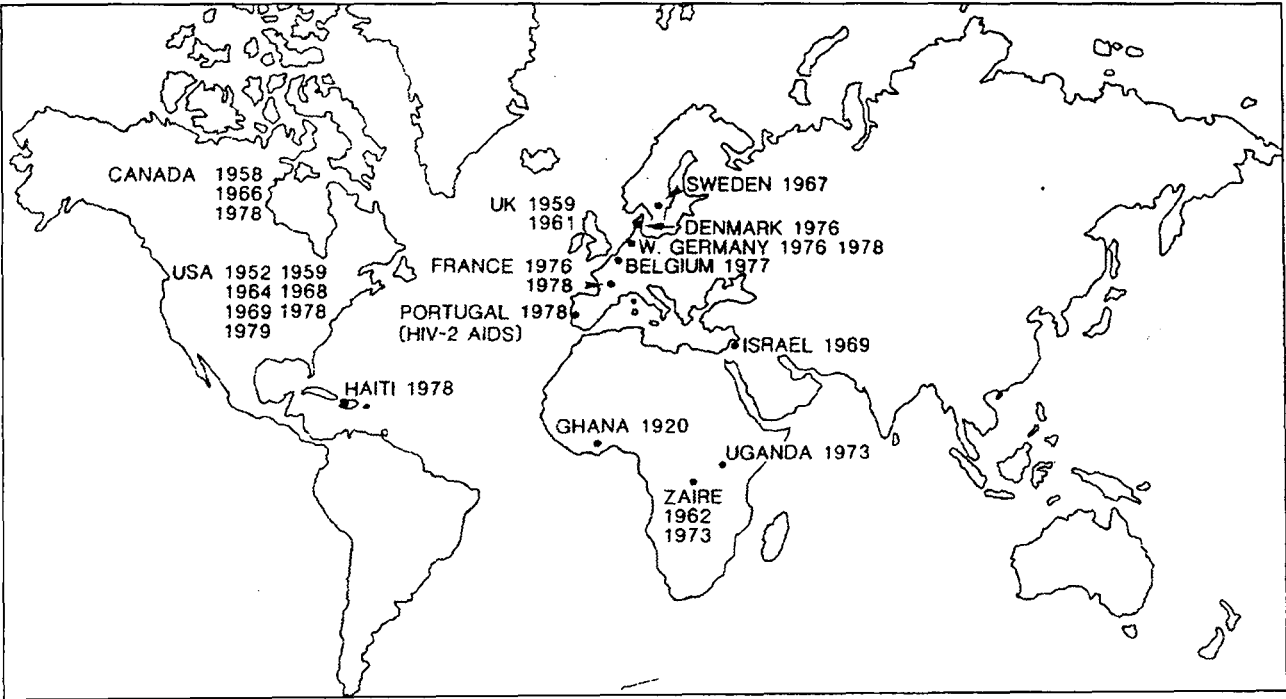 CANADA 1958
1966
1978
USA 1952 1959
1964 1968
1969 1978
1979
HAITI 1978
UK 1959
1961
FRANCE 1976
1978
PORTUGAL 1978
(HIV-2 AIDS)
SWEDEN 1967
DENMARK 1976
W. GERMANY 1976 1978
BELGIUM 1977
ISRAEL 1969
GHANA 1920
UGANDA 1973
ZAIRE
1962
1973